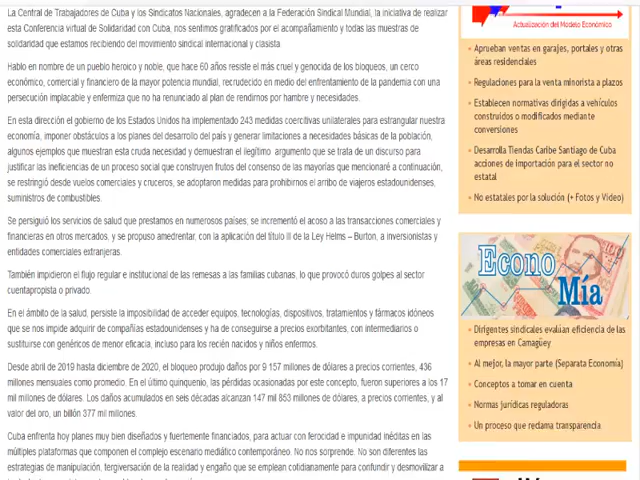 La Central de Trabajadores de Cuba y los Sindicatos Nacionales, agradecen a la Federación Sindical Mundial, la iniciativa de realizar
esta Conferencia virtual de Solidaridad con Cuba, nos sentimos gratificados por el acompañamiento y todas las muestras de
solidaridad que estamos recibiendo del movimiento sindical internacional y clasista
Hablo en nombre de un pueblo heroico y noble, que hace 60 años resiste el más cruel y genocida de los bloqueos, un cerco
económico, comercial y financiero de la mayor potencia mundial, recrudecido en medio del enfrentamiento de la pandemia con una
persecución implacable y enfermiza que no ha renunciado al plan de rendirnos por hambre y necesidades.
En esta dirección el gobierno de los Estados Unidos ha implementado 243 medidas coercitivas unilaterales para estrangular nuestra
economía, imponer obstáculos a los planes del desarrollo del país y generar limitaciones a necesidades básicas de la población,
algunos ejemplos que muestran esta cruda necesidad y demuestran el ilegítimo argumento que se trata de un discurso para
justificar las ineficiencias de un proceso social que construyen frutos del consenso de las mayorías que mencionaré a continuación,
se restringió desde vuelos comerciales y cruceros, se adoptaron medidas para prohibirnos el arribo de viajeros estadounidenses,
suministros de combustibles.
Se persiguió los servicios de salud que prestamos en numerosos países, se incrementó el acoso a las transacciones comerciales y
financieras en otros mercados, y se propuso amedrentar, con la aplicación del título III de la Ley Helms – Burton, a inversionistas y
entidades comerciales extranjeras.
También impidieron el flujo regular e institucional de las remesas a las familias cubanas, lo que provocó duros golpes al sector
cuentapropista o privado.
En el ámbito de la salud, persiste la imposibilidad de acceder equipos, tecnologías, dispositivos, tratamientos y fármacos idóneos
que se nos impide adquirir de compañías estadounidenses y ha de conseguirse a precios exorbitantes, con intermediarios o
sustituirse con genéricos de menor eficacia, incluso para los recién nacidos y niños enfermos.
Desde abril de 2019 hasta diciembre de 2020, el bloqueo produjo daños por 9 157 millones de dólares a precios corrientes, 436
millones mensuales como promedio. En el último quinquenio, las pérdidas ocasionadas por este concepto, fueron superiores a los 17
mil millones de dólares. Los daños acumulados en seis décadas alcanzan 147 mil 853 millones de dólares, a precios corrientes, y al
valor del oro, un billón 377 mil millones.
Cuba enfrenta hoy planes muy bien diseñados y fuertemente financiados, para actuar con ferocidad e impunidad inéditas en las
múltiples plataformas que componen el complejo escenario mediático contemporáneo. No nos sorprende. No son diferentes las
estrategias de manipulación, tergiversación de la realidad y engaño que se emplean cotidianamente para confundir y desmovilizar a
Actualización del Modelo Económico
Aprueban ventas en garajes, portales y otras
áreas residenciales
Regulaciones para la venta minorista a plazos
Establecen normativas dirigidas a vehículos
construidos o modificados mediante
conversiones
Desarrolla Tiendas Caribe Santiago de Cuba
acciones de importación para el sector no
estatal
No estatales por la solución (+ Fotos y Video)
Econo
Mía
Dirigentes sindicales evalúan eficiencia de las
empresas en Camagüey
Al mejor, la mayor parte (Separata Economía)
Conceptos a tomar en cuenta
Normas jurídicas reguladoras
Un proceso que reclama transparencia